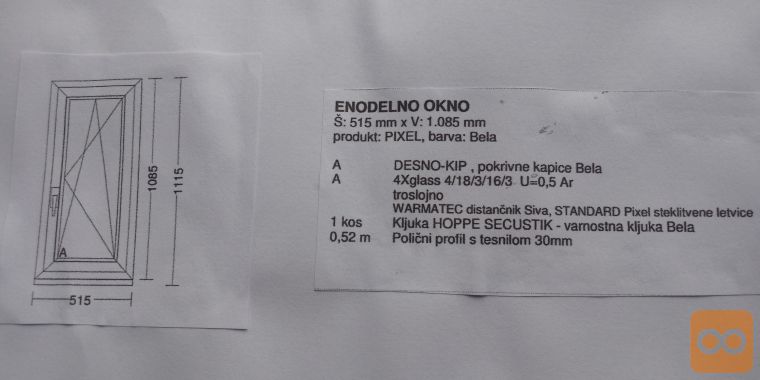 1085
1115
A
515
ENODELNO OKNO
Š: 515 mm x V: 1.085 mm
produkt: PIXEL, barva: Bela
A DESNO-KIP , pokrivne kapice Bela
A 4Xglass 4/18/3/16/3 U=0,5 Ar
troslojno
WARMATEC distančnik Siva, STANDARD Pixel steklitvene letvice
1 kos Kljuka HOPPE SECUSTIK - varnostna kljuka Bela
0,52 m Polični profil s tesnilom 30mm